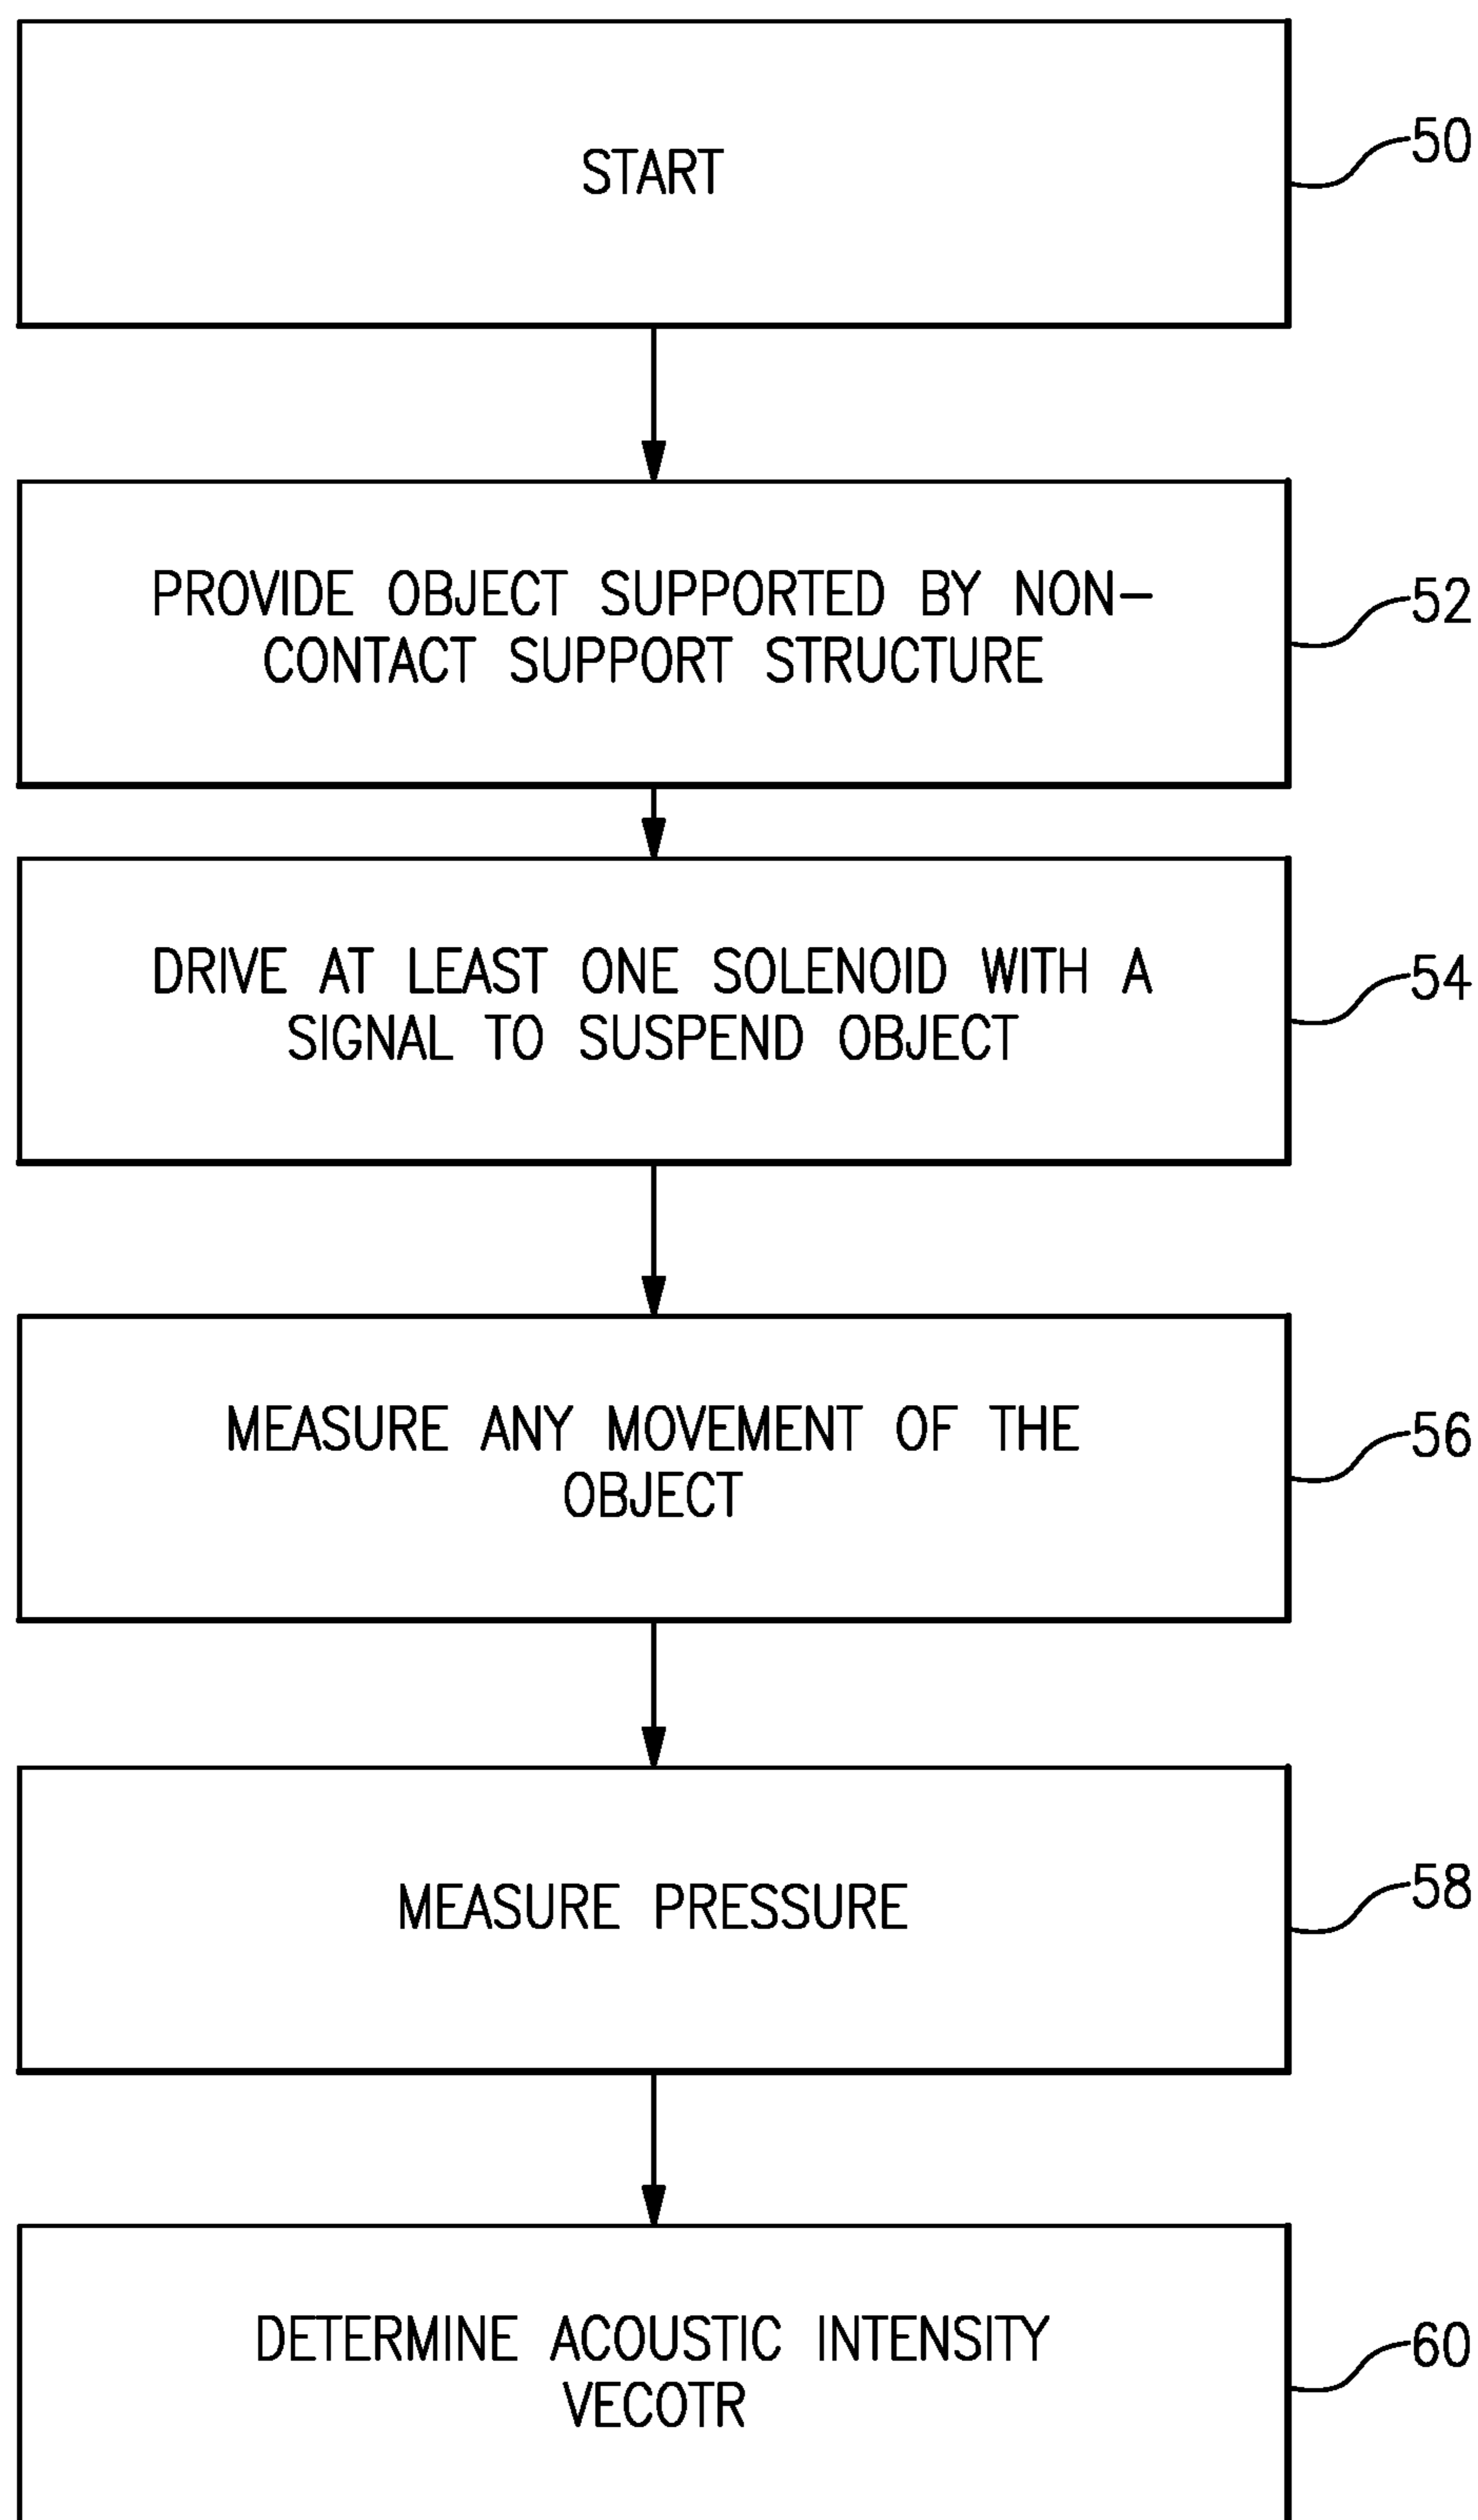 START
50
PROVIDE OBJECT SUPPORTED BY NON-
CONTACT SUPPORT STRUCTURE
52
DRIVE AT LEAST ONE SOLENOID WITH A
SIGNAL TO SUSPEND OBJECT
54
MEASURE ANY MOVEMENT OF THE
OBJECT
56
MEASURE PRESSURE
58
DETERMINE ACOUSTIC INTENSITY
VECOTR
60